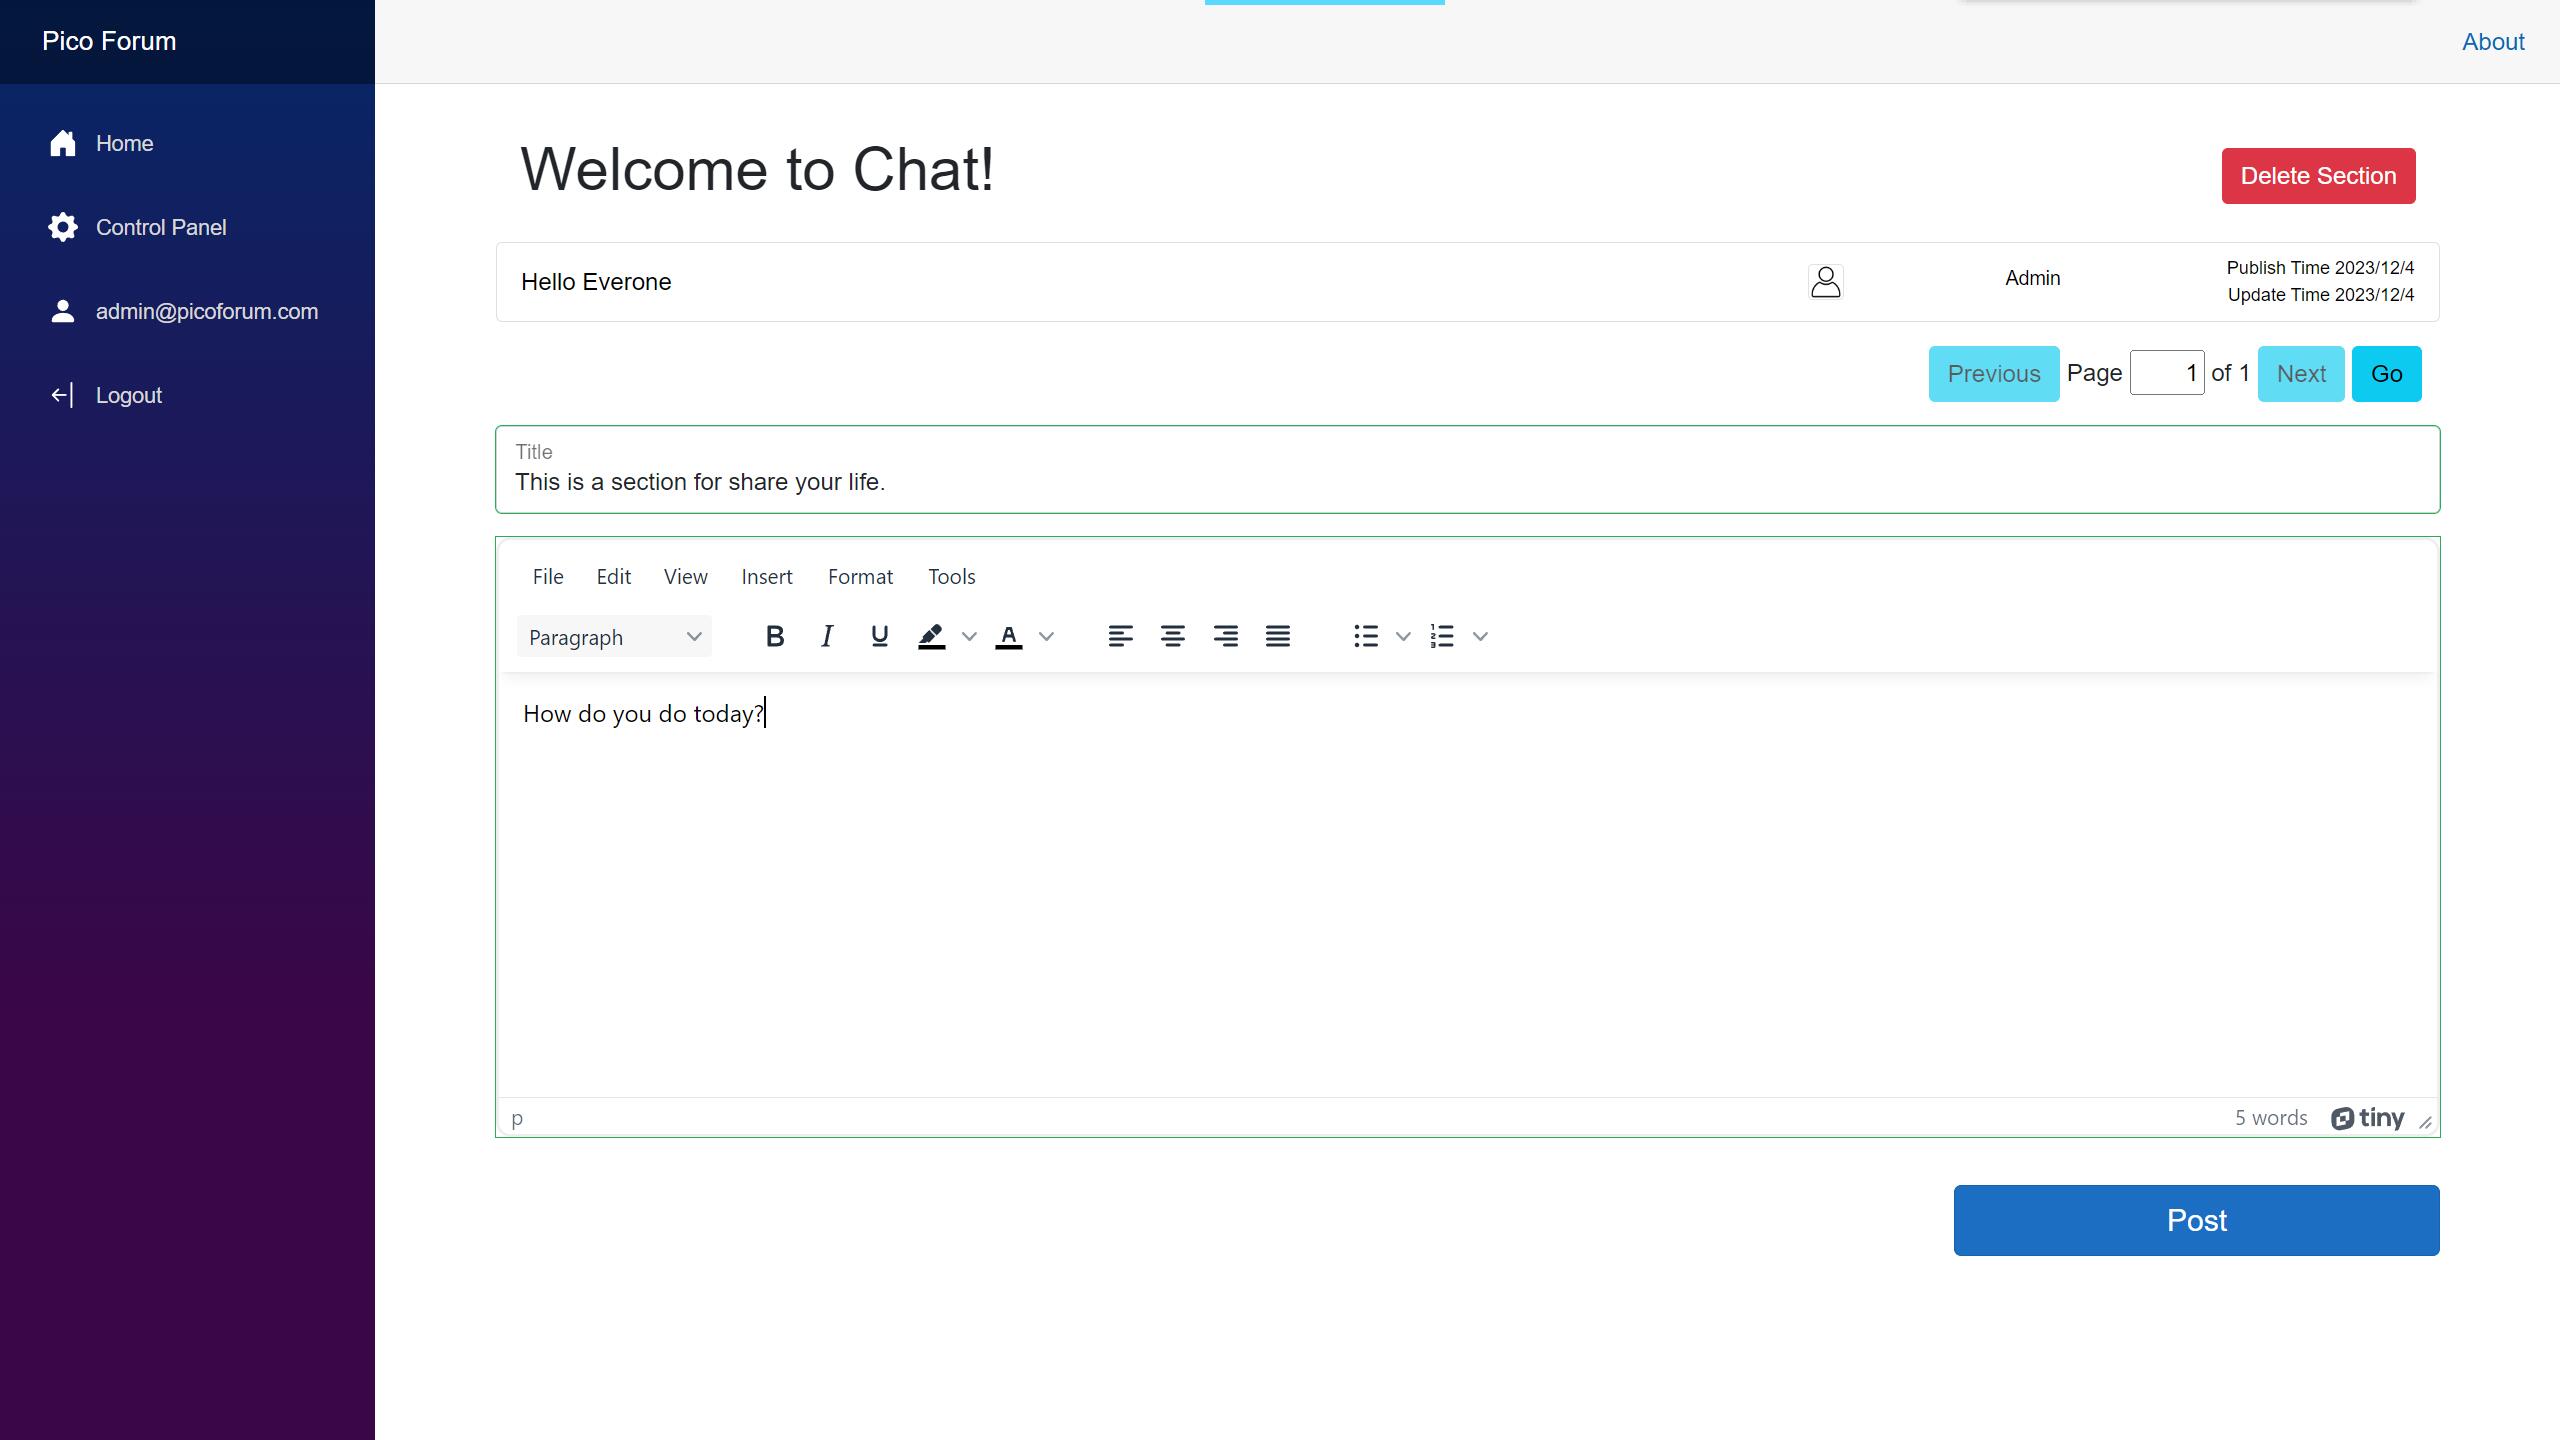 Pico Forum
About
Home
Control Panel
admin@picoforum.com
Logout
Welcome to Chat!
Delete Section
Hello Everone
Admin
Publish Time 2023/12/4
Update Time 2023/12/4
Previous Page 1 of 1 Next Go
Title
This is a section for share your life.
File Edit View Insert Format Tools
Paragraph B I U A
How do you do today?
p 5 words tiny
Post